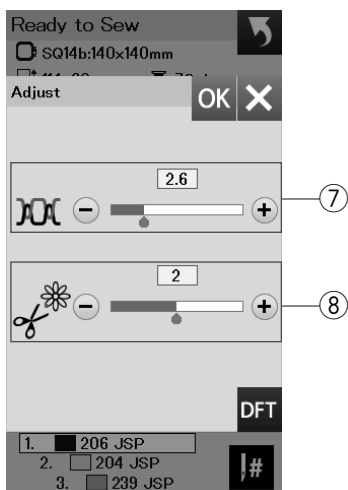 Ready to Sew
SQ14b:140x140mm
Adjust
OK
2.6
⑦
2
⑧
DFT
1. 206 JSP
2. 204 JSP
3. 239 JSP
#